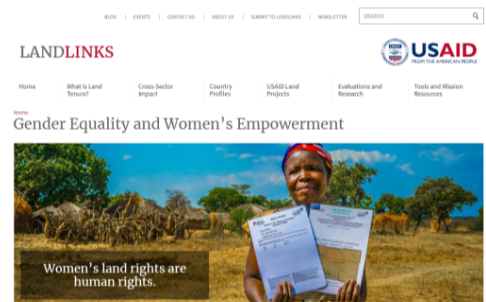 BLOG | EVENTS | CONTACT US | ABOUT US | SUBMIT TO LANDLINKS | NEWSLETTER
SEARCH
LANDLINKS
USAID
FROM THE AMERICAN PEOPLE
Home
What is Land Tenure?
Cross-Sector Impact
Country Profiles
USAID Land Projects
Evaluations and Research
Tools and Mission Resources
Home
Gender Equality and Women's Empowerment
Women's land rights are
human rights.